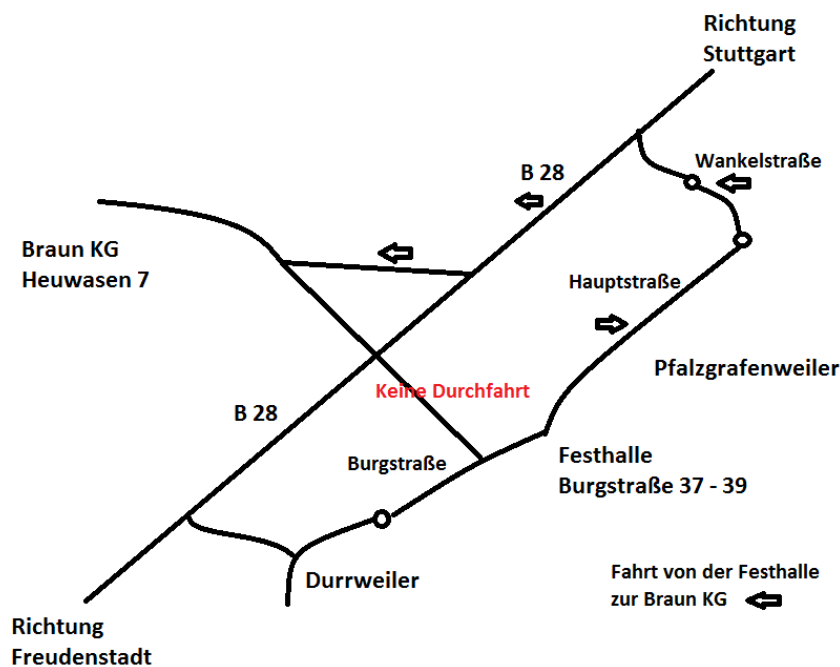 Richtung
Stuttgart
Wankelstraße
B 28
Braun KG
Heuwasen 7
Hauptstraße
Pfalzgrafenweiler
Keine Durchfahrt
B 28
Burgstraße
Festhalle
Burgstraße 37 - 39
Durrweiler
Fahrt von der Festhalle
zur Braun KG
Richtung
Freudenstadt